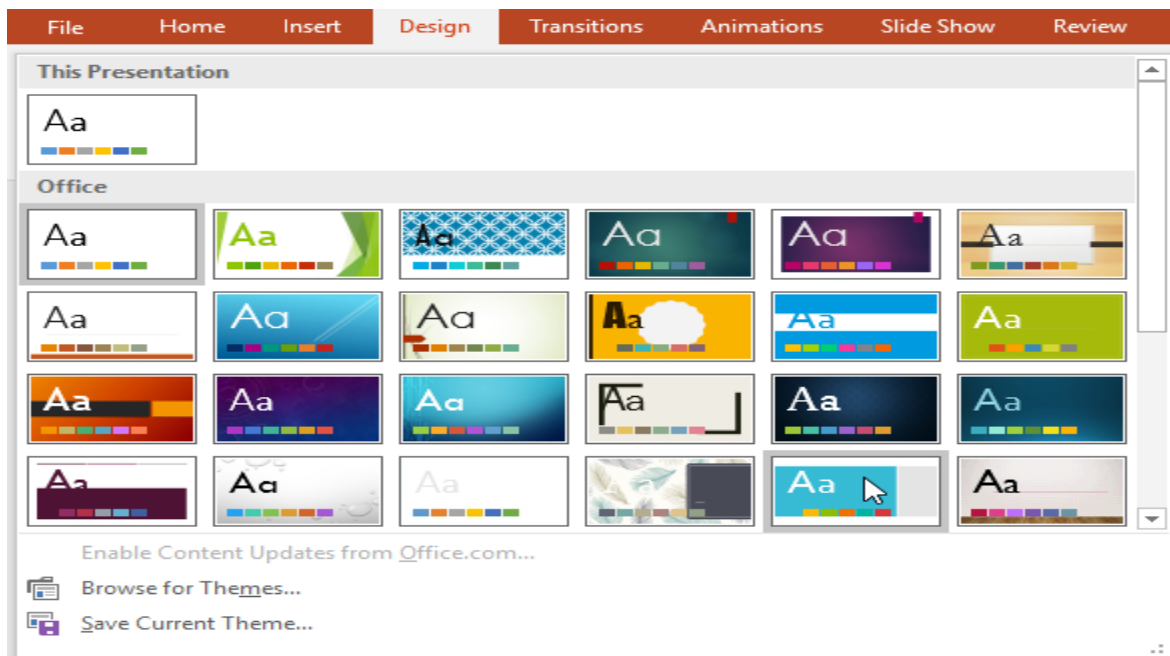 File Home Insert Design Transitions Animations Slide Show Review
This Presentation
Aa
Office
Aa Aa Aa Aa Aa Aa
Aa Aa Aa Aa Aa Aa
Aa Aa Aa Aa Aa Aa
Aa Aa Aa Aa Aa Aa
Enable Content Updates from Office.com...
Browse for Themes...
Save Current Theme...